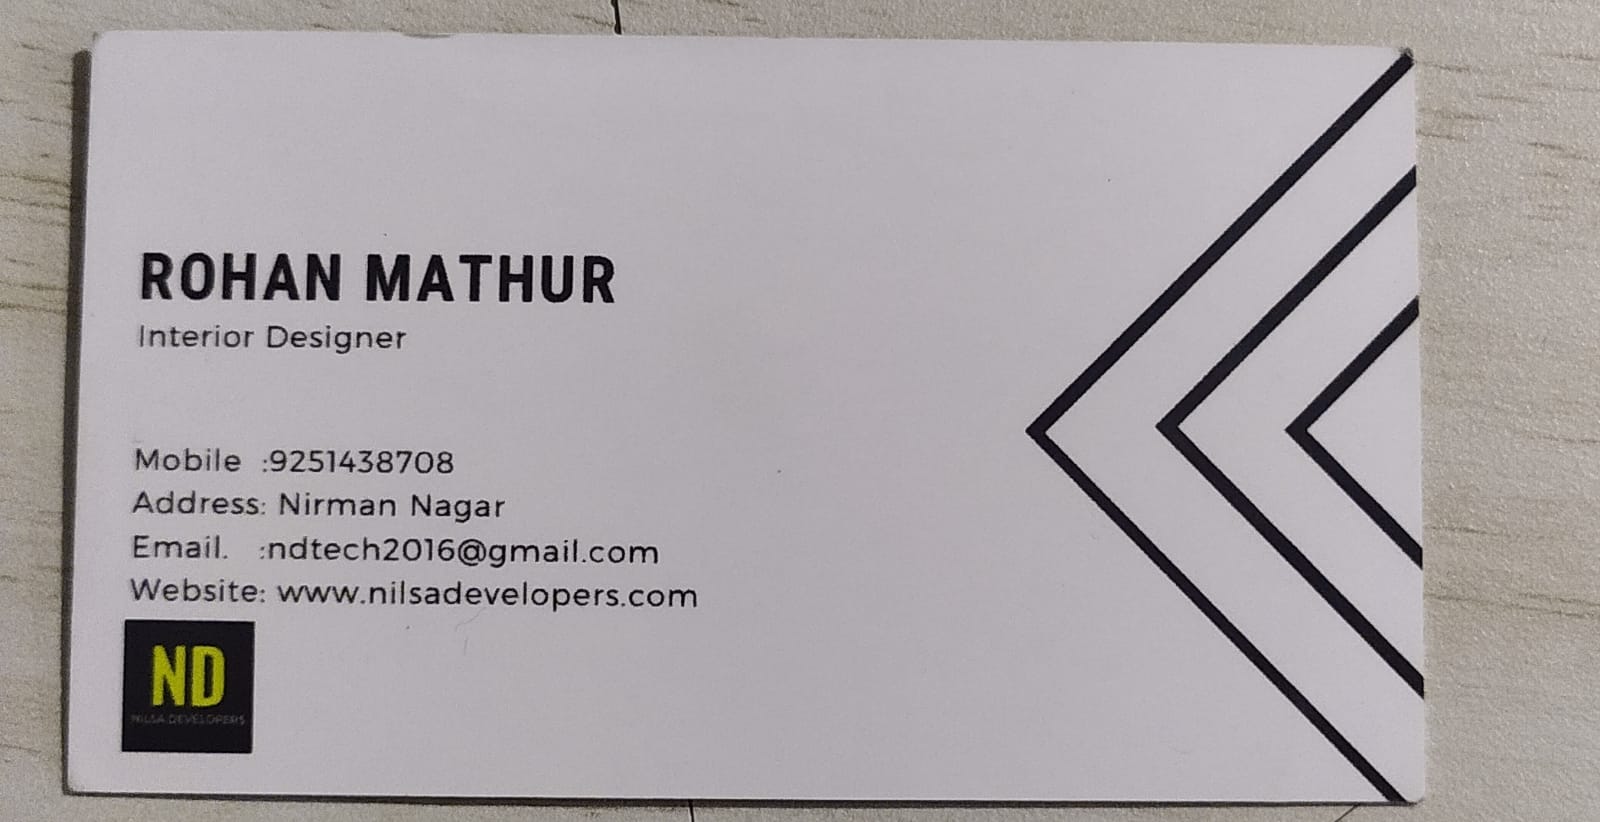 ROHAN MATHUR
Interior Designer
Mobile :9251438708
Address: Nirman Nagar
Email. :ndtech2016@gmail.com
Website: www.nilsadevelopers.com
ND
NILSA DEVELOPERS